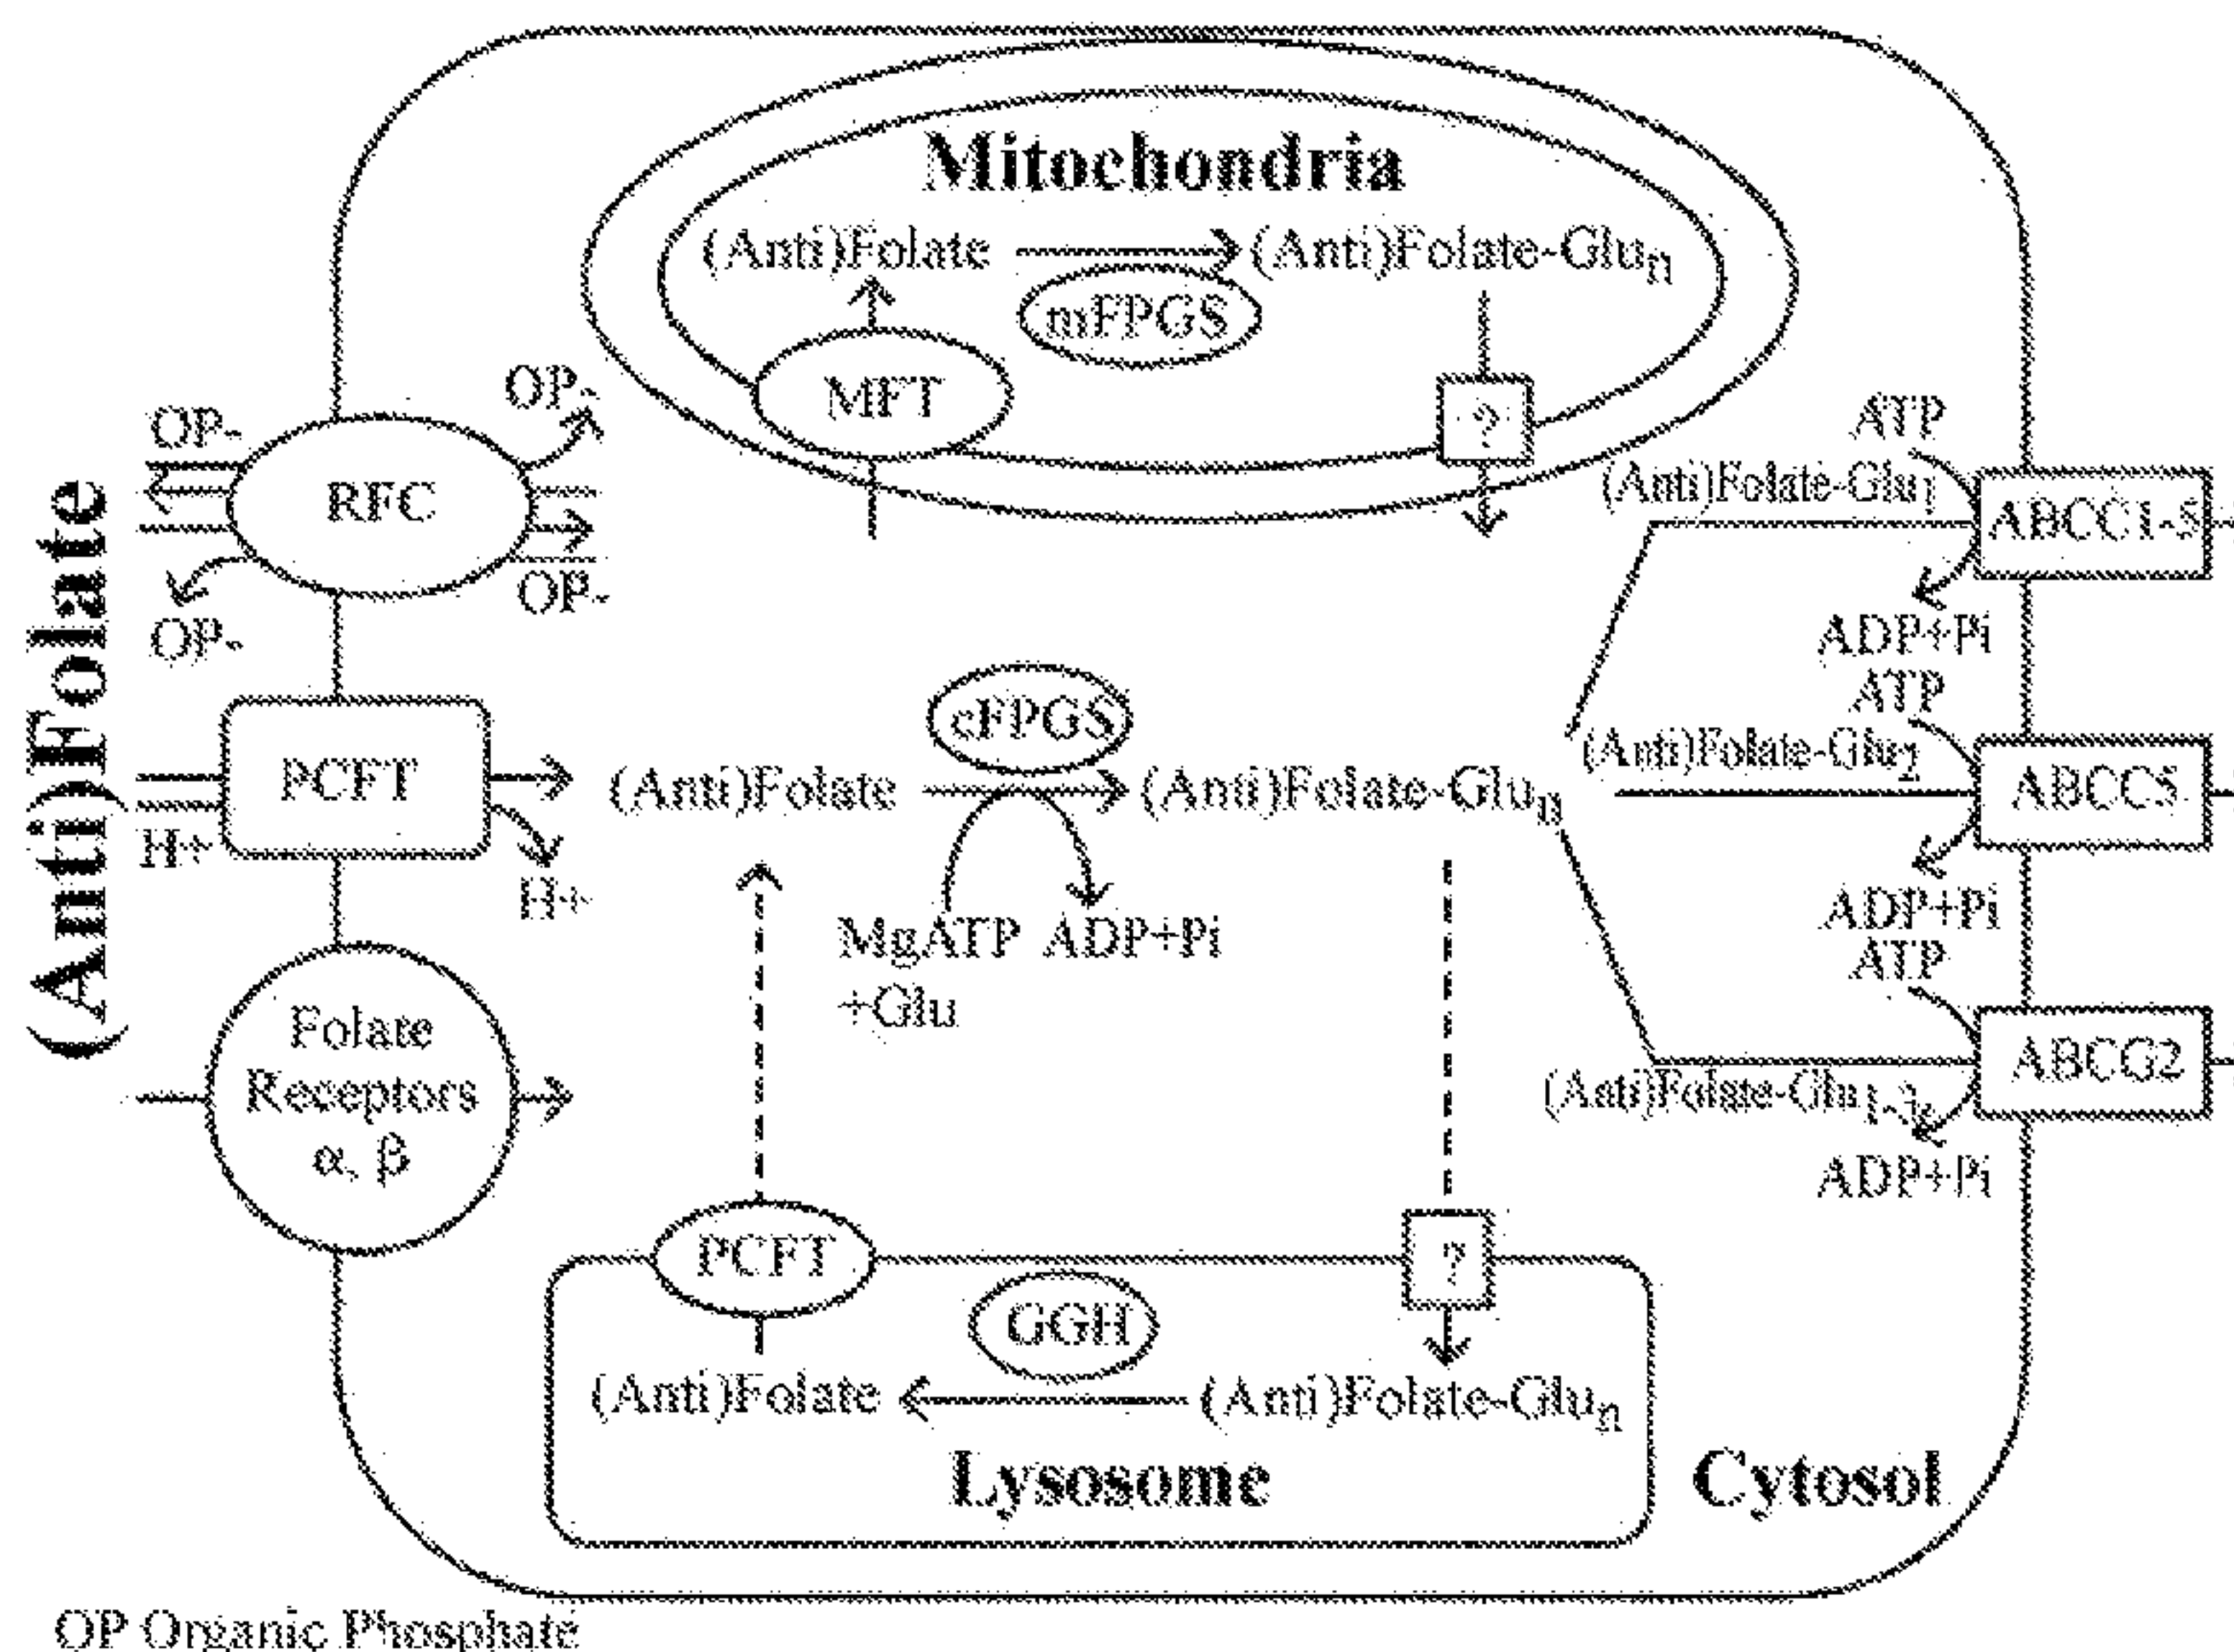 Mitochondria
(Anti)Folate
(Anti)Folate-Glun
mFPGS
MFT
?
OP-
OP-
RFC
OP-
OP-
(Anti)Folate
PCFT
H+
H+
Folate
Receptors
α, β
cFPGS
(Anti)Folate
(Anti)Folate-Glun
MgATP
+Glu
ADP+Pi
ATP
(Anti)Folate-Glu1
ABCC1-5
ADP+Pi
ATP
(Anti)Folate-Glu2
ABCC5
ADP+Pi
ATP
ABCG2
(Anti)Folate-Glu1-3
ADP+Pi
PCFT
?
GGH
(Anti)Folate
(Anti)Folate-Glun
Lysosome
Cytosol
OP Organic Phosphate